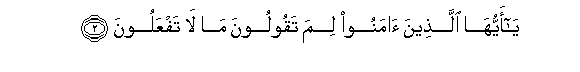 يَـٰٓأَيُّهَا ٱلَّذِينَ ءَامَنُوا۟ لِمَ تَقُولُونَ مَا لَا تَفْعَلُونَ ۝٢